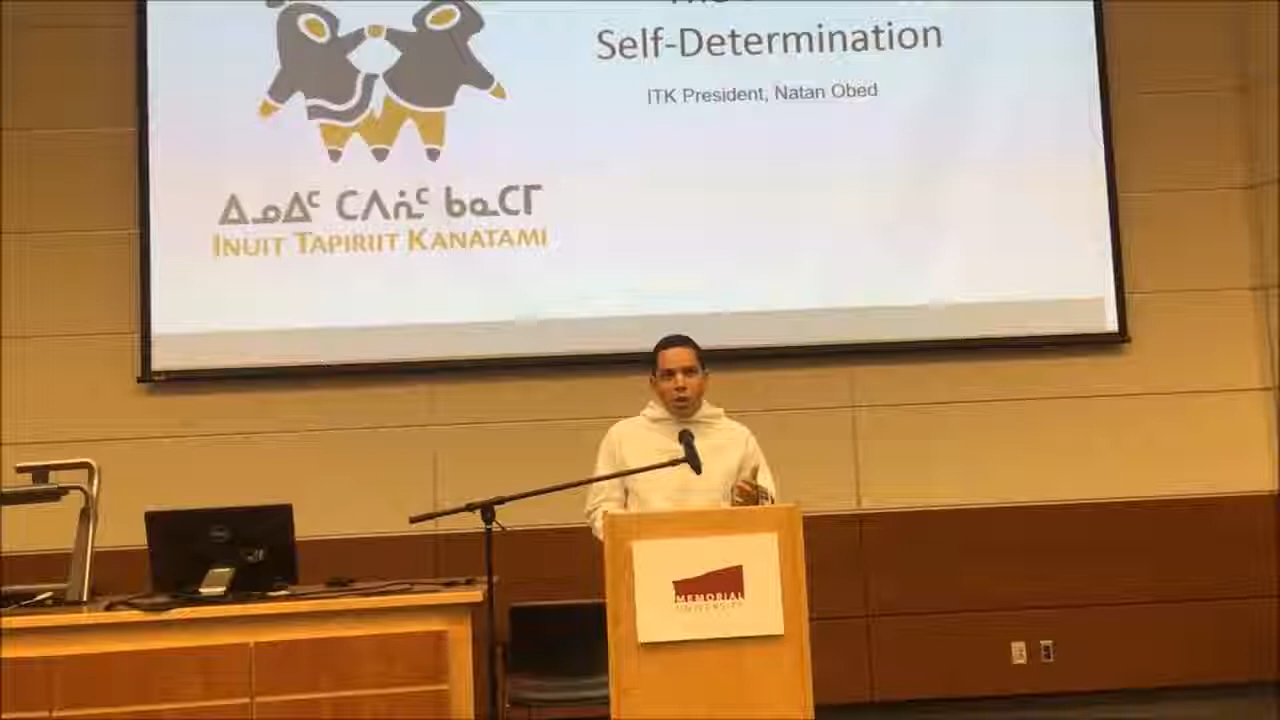 Self-Determination
ITK President, Natan Obed
ᐃᓄᐃᑦ ᑕᐱᕇᑦ ᑲᓇᑕᒥ
INUIT TAPIRIIT KANATAMI
MEMORIAL
UNIVERSITY